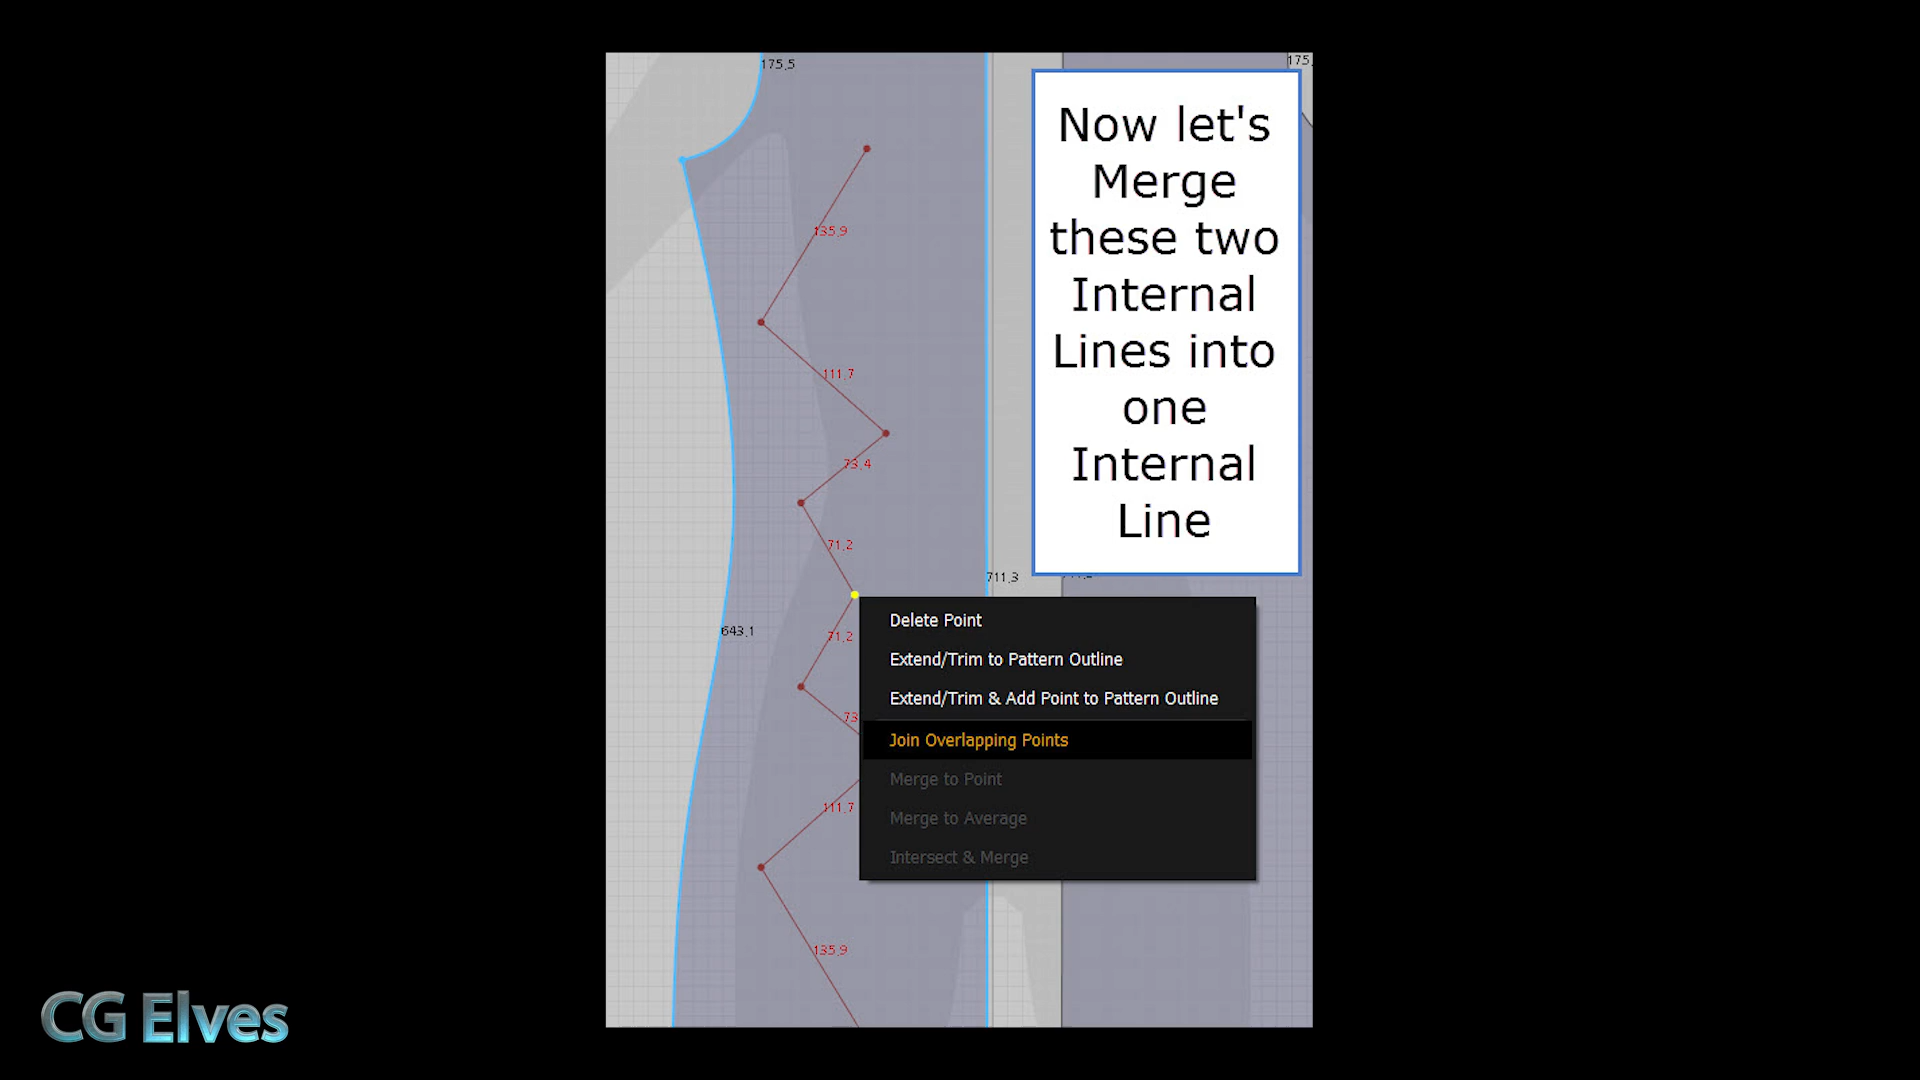 175,5
175,
Now let's
Merge
these two
Internal
Lines into
one
Internal
Line
135,9
111,7
73,4
71,2
711,3
643,1
71,2
73
111,7
135,9
Delete Point
Extend/Trim to Pattern Outline
Extend/Trim & Add Point to Pattern Outline
Join Overlapping Points
Merge to Point
Merge to Average
Intersect & Merge
CG Elves